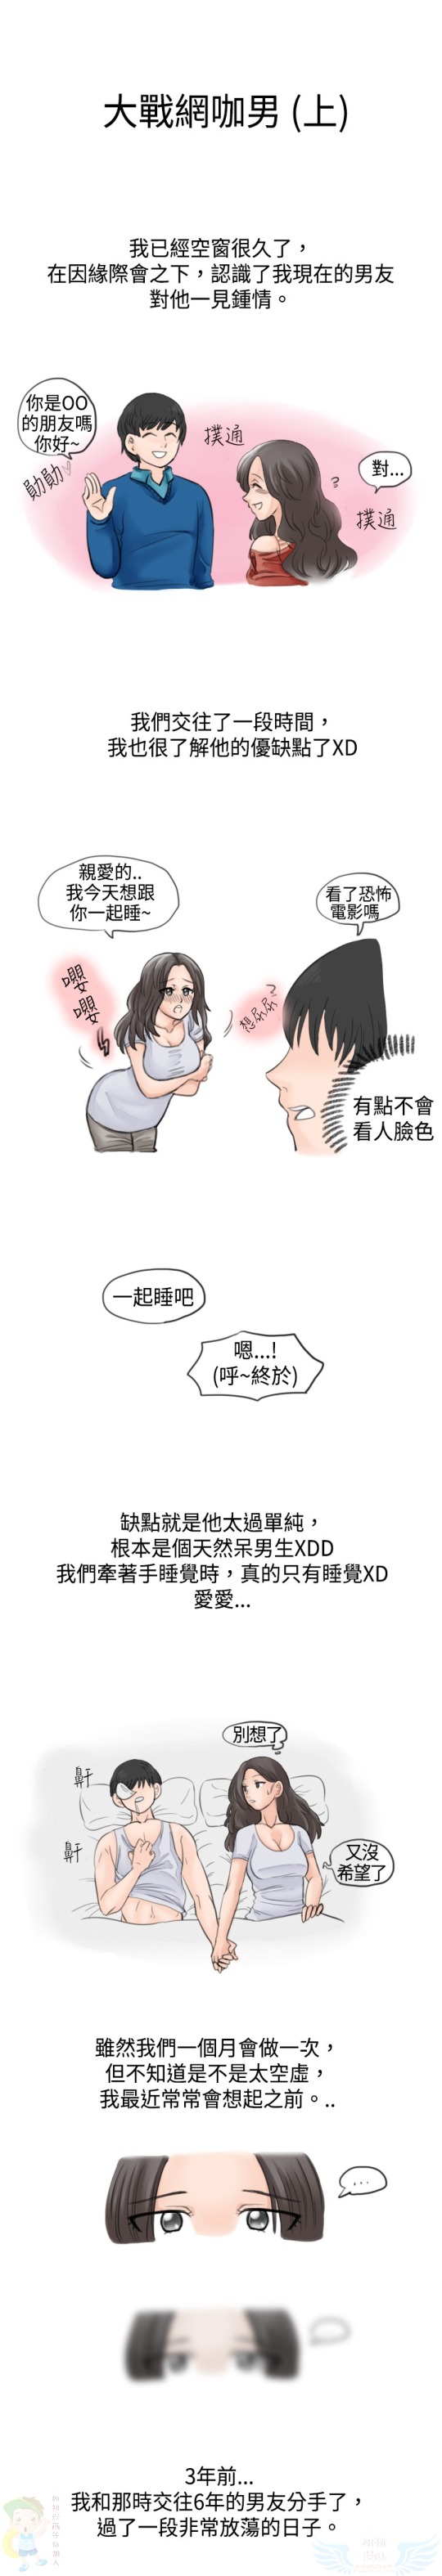 大戰網咖男 (上)
我已經空窗很久了，
在因緣際會之下，認識了我現在的男友
對他一見鍾情。
你是OO
的朋友嗎
你好~
勛勛
撲通
?
對...
撲通
我們交往了一段時間，
我也很了解他的優缺點了XD
親愛的..
我今天想跟
你一起睡~
看了恐怖
電影嗎
嚶
嚶
想尿尿?
有點不會
看人臉色
一起睡吧
嗯...!
(呼~終於)
缺點就是他太過單純，
根本是個天然呆男生XDD
我們牽著手睡覺時，真的只有睡覺XD
愛愛...
別想了
鼾
鼾
又沒
希望了
雖然我們一個月會做一次，
但不知道是不是太空虛，
我最近常常會想起之前。..
...
3年前...
我和那時交往6年的男友分手了，
過了一段非常放蕩的日子。